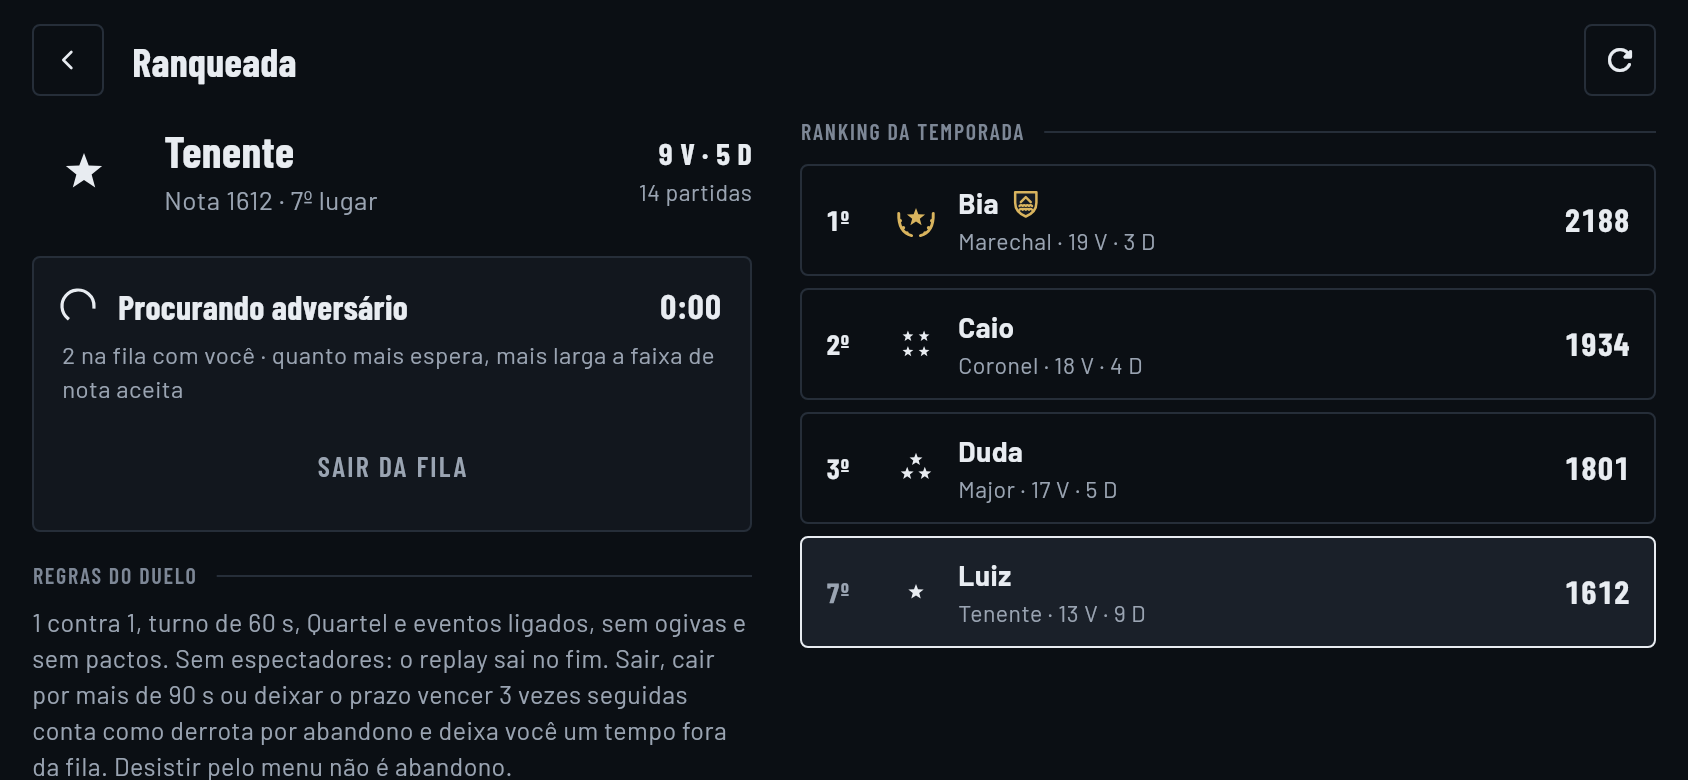 Ranqueada
Tenente
Nota 1612 · 7º lugar
9 V · 5 D
14 partidas
Procurando adversário
0:00
2 na fila com você · quanto mais espera, mais larga a faixa de
nota aceita
SAIR DA FILA
REGRAS DO DUELO
1 contra 1, turno de 60 s, Quartel e eventos ligados, sem ogivas e
sem pactos. Sem espectadores: o replay sai no fim. Sair, cair
por mais de 90 s ou deixar o prazo vencer 3 vezes seguidas
conta como derrota por abandono e deixa você um tempo fora
da fila. Desistir pelo menu não é abandono.
RANKING DA TEMPORADA
1º
Bia
Marechal · 19 V · 3 D
2188
2º
Caio
Coronel · 18 V · 4 D
1934
3º
Duda
Major · 17 V · 5 D
1801
7º
Luiz
Tenente · 13 V · 9 D
1612